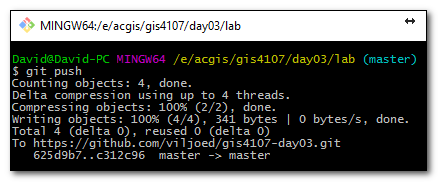 MINGW64:/e/acgis/gis4107/day03/lab
David@David-PC MINGW64 /e/acgis/gis4107/day03/lab (master)
$ git push
Counting objects: 4, done.
Delta compression using up to 4 threads.
Compressing objects: 100% (2/2), done.
Writing objects: 100% (4/4), 341 bytes | 0 bytes/s, done.
Total 4 (delta 0), reused 0 (delta 0)
To https://github.com/viljoed/gis4107-day03.git
   625d9b7..c312c96  master -> master